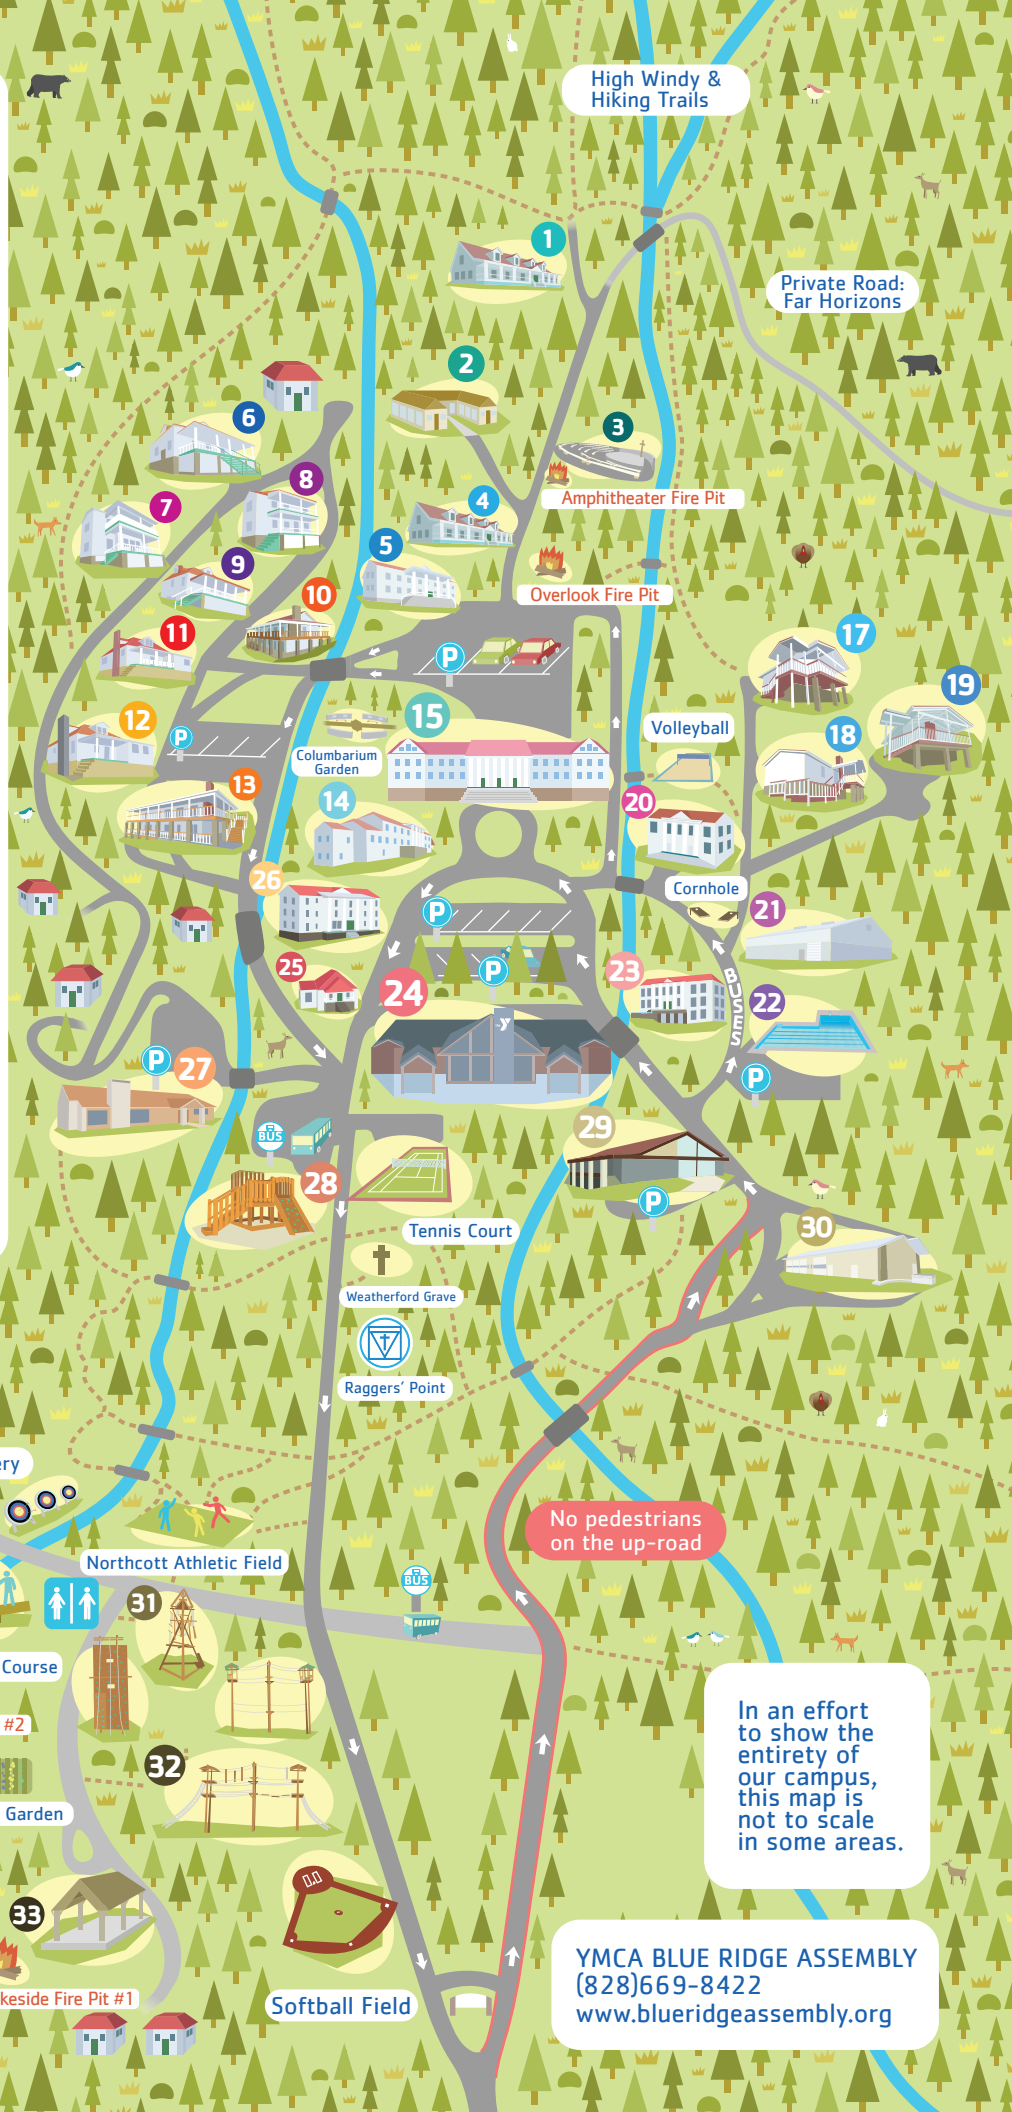 High Windy &
Hiking Trails
1
Private Road:
Far Horizons
2
3
6
8
Amphitheater Fire Pit
7
4
5
9
Overlook Fire Pit
10
11
17
P
19
12
15
Volleyball
P
18
Columbarium
Garden
13
14
20
26
Cornhole
21
P
25
23
P
24
BUSES
22
Y
P
27
P
BUS
29
28
P
30
Tennis Court
Weatherford Grave
Raggers' Point
ery
No pedestrians
on the up-road
Northcott Athletic Field
BUS
31
Course
#2
32
In an effort
to show the
entirety of
our campus,
this map is
not to scale
in some areas.
Garden
33
keside Fire Pit #1
Softball Field
YMCA BLUE RIDGE ASSEMBLY
(828)669-8422
www.blueridgeassembly.org